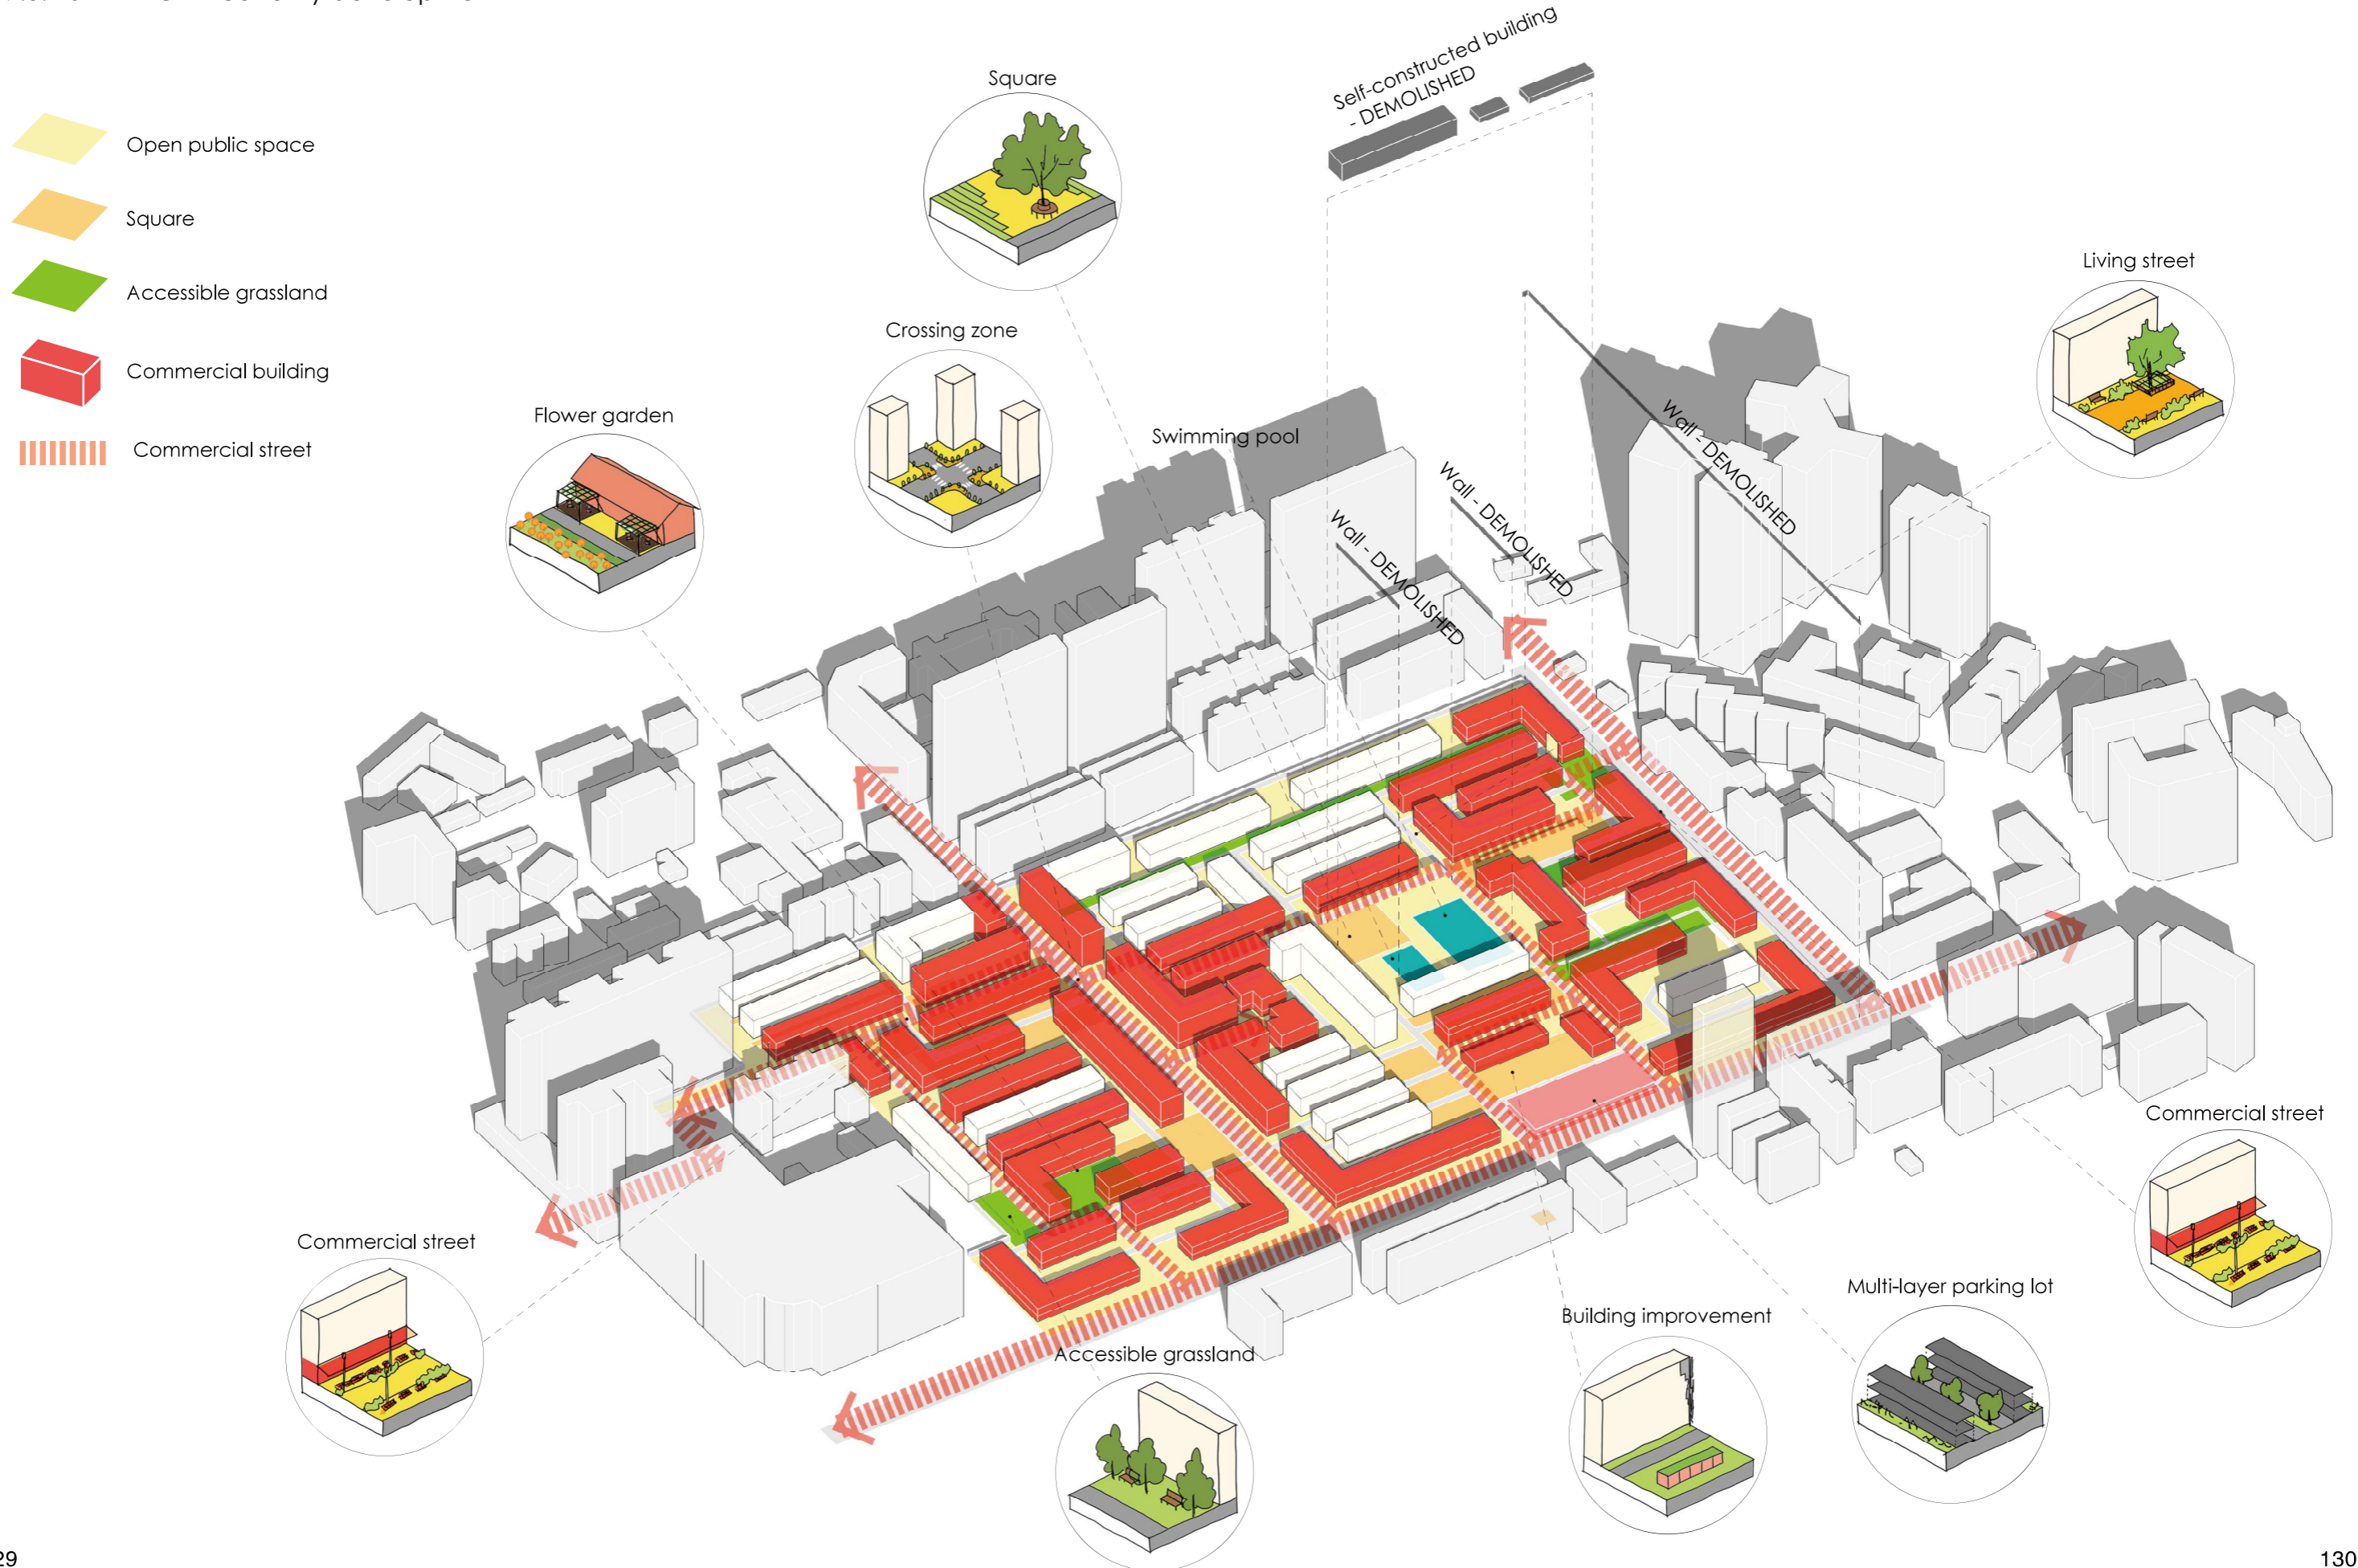 Open public space
Square
Accessible grassland
Commercial building
Commercial street
Self-constructed building
- DEMOLISHED
Square
Living street
Crossing zone
Flower garden
Swimming pool
Wall - DEMOLISHED
Wall - DEMOLISHED
Wall - DEMOLISHED
Commercial street
Commercial street
Multi-layer parking lot
Building improvement
Accessible grassland
29
130